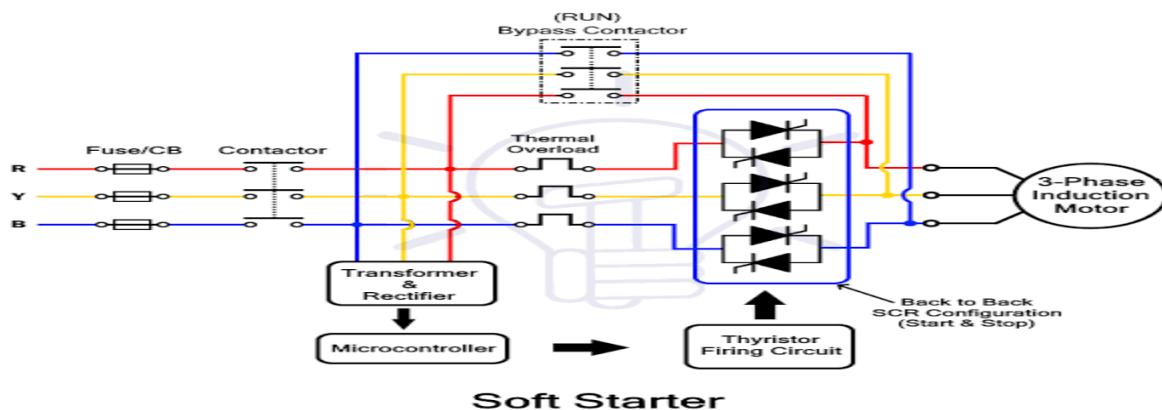 (RUN)
Bypass Contactor
Fuse/CB
Contactor
Thermal
Overload
R
Y
B
3-Phase
Induction
Motor
Transformer
&
Rectifier
Back to Back
SCR Configuration
(Start & Stop)
Microcontroller
Thyristor
Firing Circuit
Soft Starter